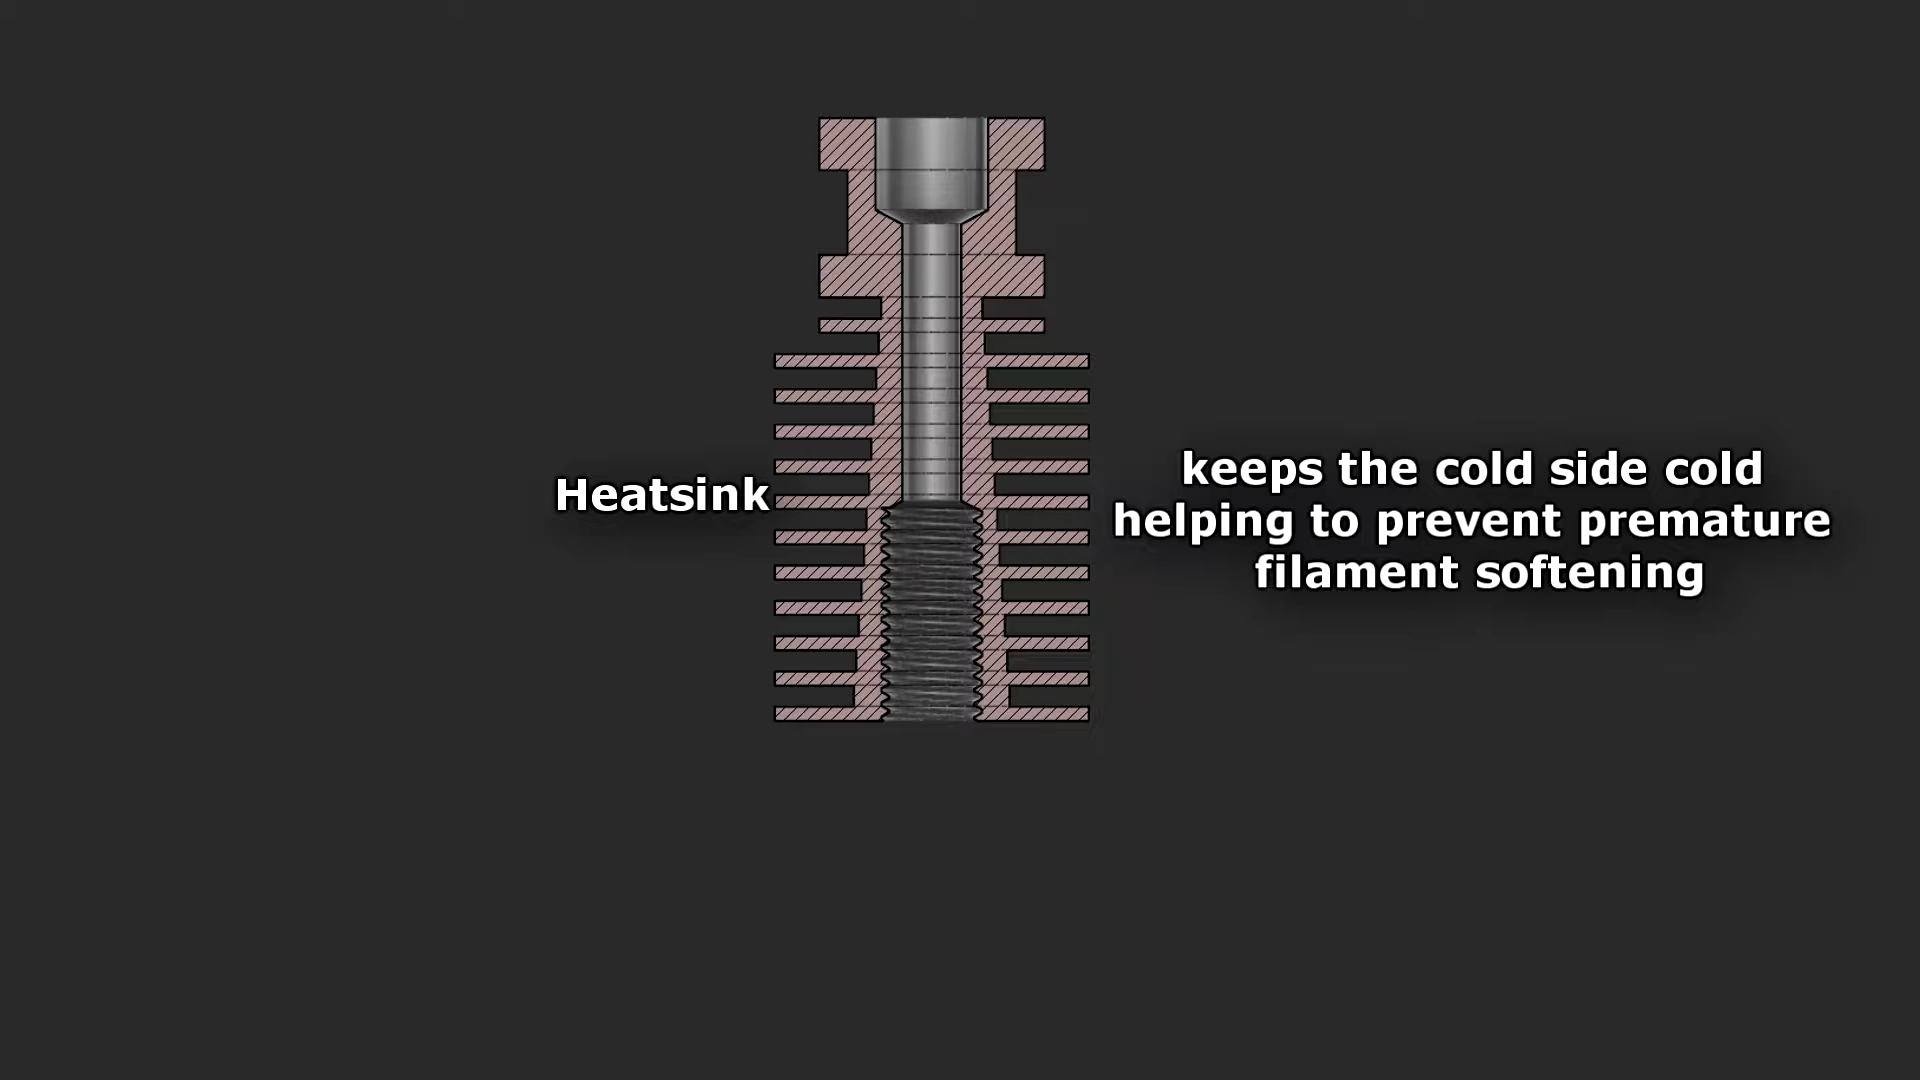 Heatsink
keeps the cold side cold
helping to prevent premature
filament softening